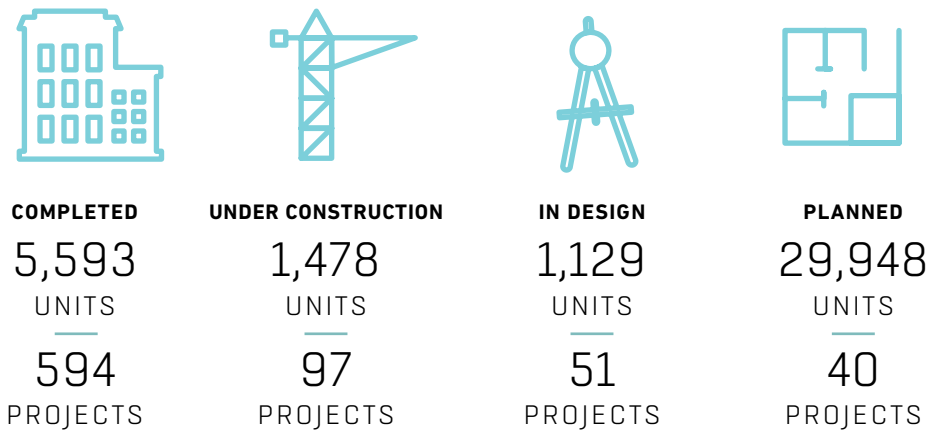 COMPLETED
5,593
UNITS
594
PROJECTS
UNDER CONSTRUCTION
1,478
UNITS
97
PROJECTS
IN DESIGN
1,129
UNITS
51
PROJECTS
PLANNED
29,948
UNITS
40
PROJECTS